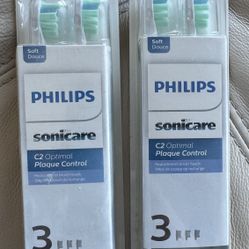 Soft
Douce
PHILIPS
sonicare
C2 Optimal
Plaque Control
3
Soft
Douce
PHILIPS
sonicare
C2 Optimal
Plaque Control
3